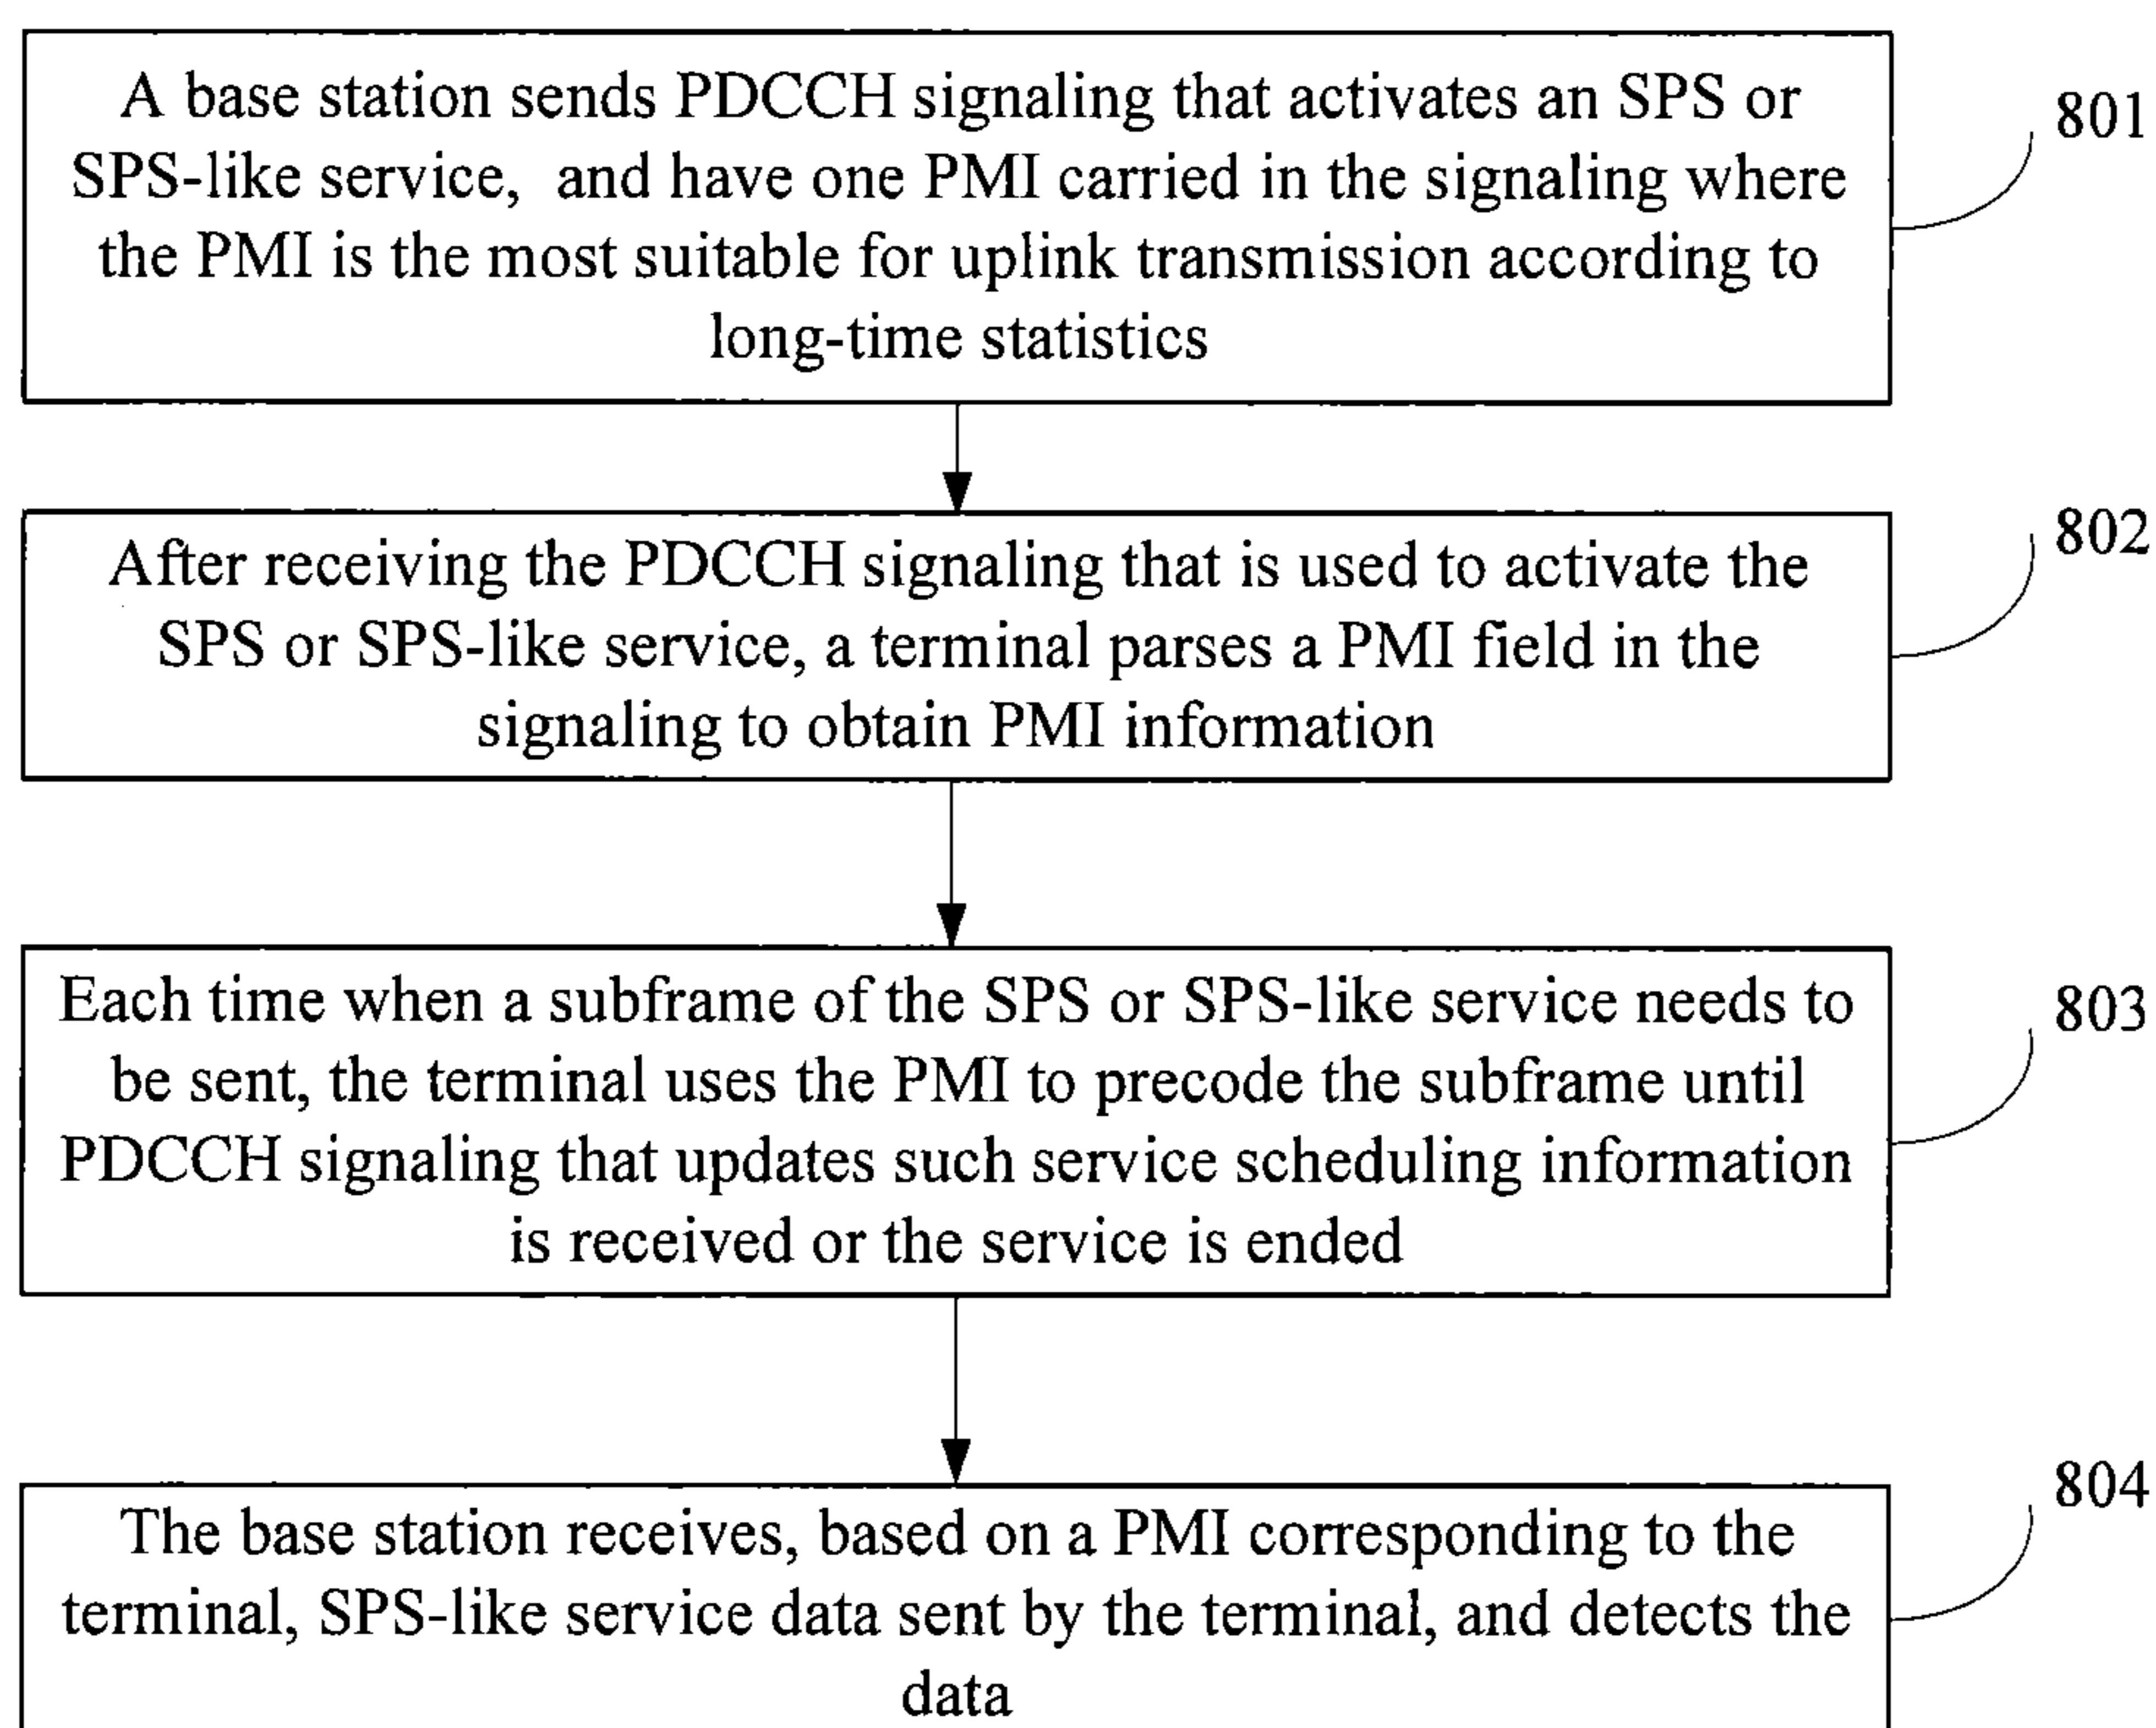 A base station sends PDCCH signaling that activates an SPS or
SPS-like service, and have one PMI carried in the signaling where
the PMI is the most suitable for uplink transmission according to
long-time statistics
801
After receiving the PDCCH signaling that is used to activate the
SPS or SPS-like service, a terminal parses a PMI field in the
signaling to obtain PMI information
802
Each time when a subframe of the SPS or SPS-like service needs to
be sent, the terminal uses the PMI to precode the subframe until
PDCCH signaling that updates such service scheduling information
is received or the service is ended
803
The base station receives, based on a PMI corresponding to the
terminal, SPS-like service data sent by the terminal, and detects the
data
804